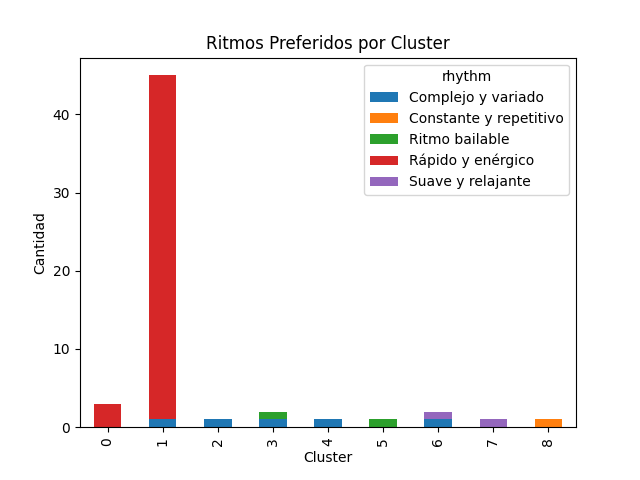 Ritmos Preferidos por Cluster
rhythm
Complejo y variado
Constante y repetitivo
Ritmo bailable
Rápido y enérgico
Suave y relajante
Cantidad
40
30
20
10
0
0 1 2 3 4 5 6 7 8
Cluster